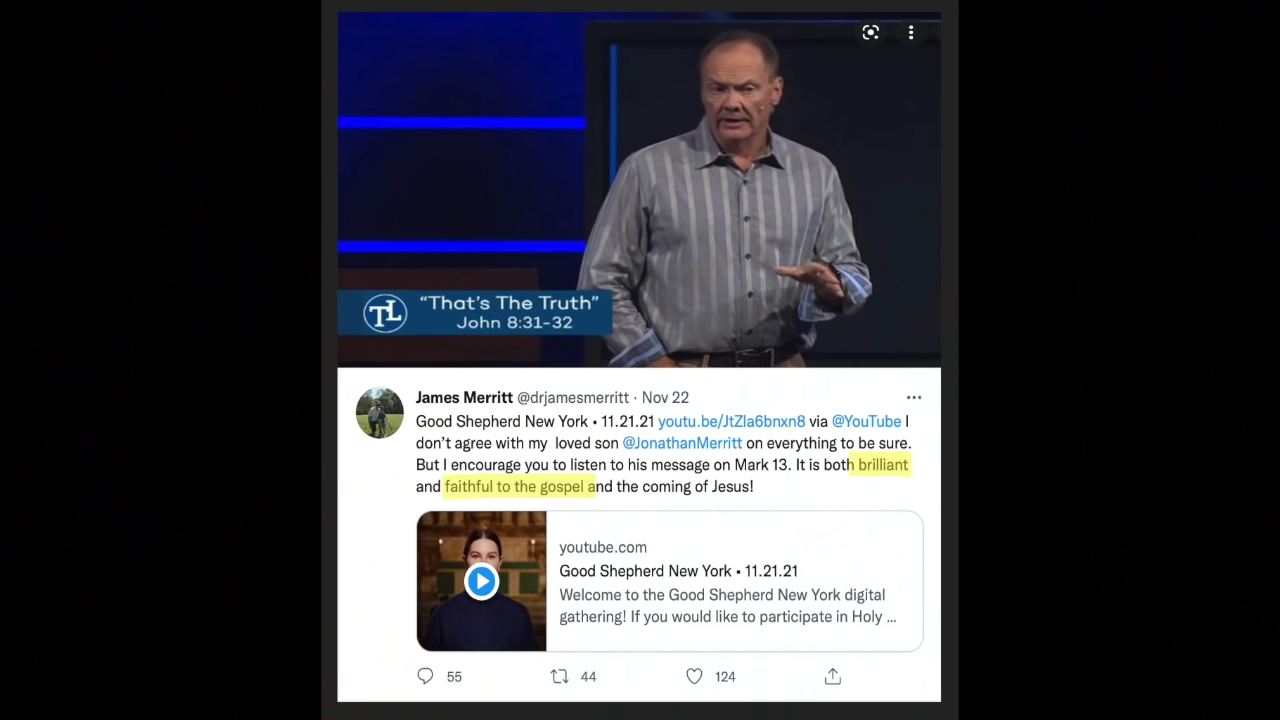 TL
“That’s The Truth”
John 8:31-32
James Merritt @drjamesmerritt · Nov 22
Good Shepherd New York • 11.21.21 youtu.be/JtZla6bnxn8 via @YouTube I
don’t agree with my loved son @JonathanMerritt on everything to be sure.
But I encourage you to listen to his message on Mark 13. It is both brilliant
and faithful to the gospel and the coming of Jesus!
youtube.com
Good Shepherd New York • 11.21.21
Welcome to the Good Shepherd New York digital
gathering! If you would like to participate in Holy ...
55 44 124